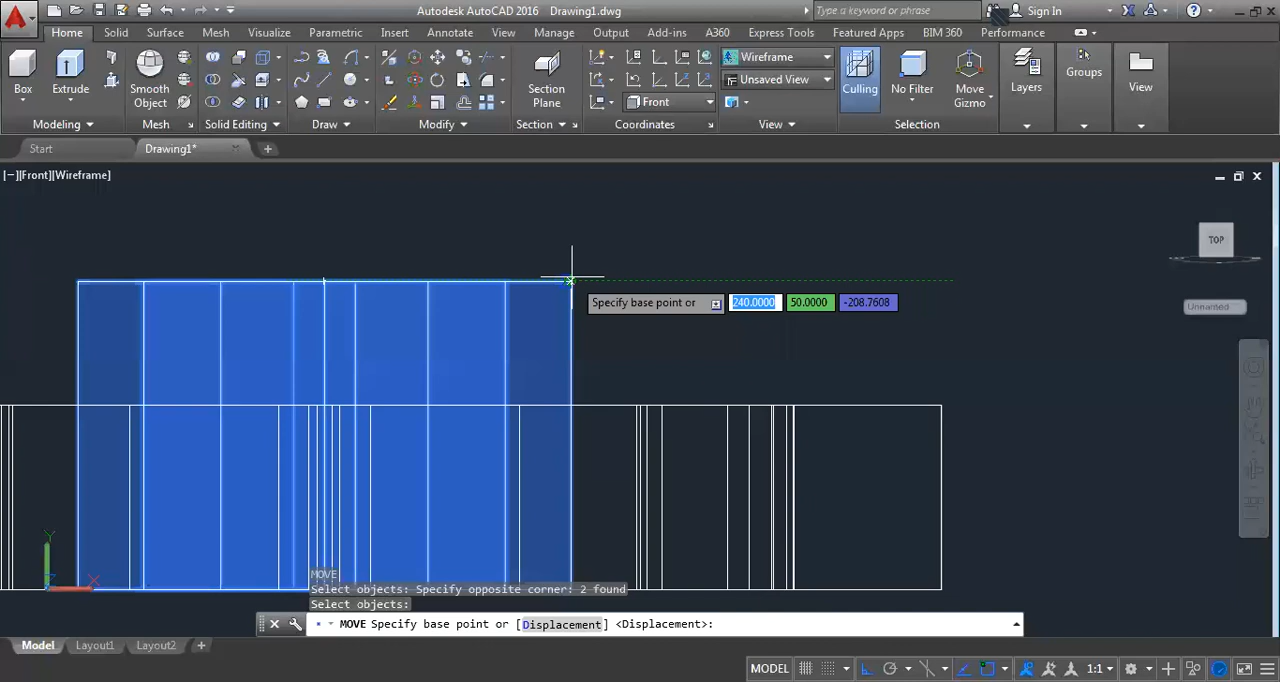 Autodesk AutoCAD 2016 Drawing1.dwg
Type a keyword or phrase
Sign In
Home Solid Surface Mesh Visualize Parametric Insert Annotate View Manage Output Add-ins A360 Express Tools Featured Apps BIM 360 Performance
Box
Extrude
Smooth Object
Section Plane
Wireframe
Unsaved View
Front
Culling
No Filter
Move Gizmo
Layers
Groups
View
Modeling Mesh Solid Editing Draw Modify Section Coordinates View Selection
Start Drawing1*
[−][Front][Wireframe]
TOP
Unnamed
Specify base point or 240.0000 50.0000 -208.7608
Y
X
MOVE
Select objects: Specify opposite corner: 2 found
Select objects:
MOVE Specify base point or [Displacement] <Displacement>:
Model Layout1 Layout2
MODEL 1:1